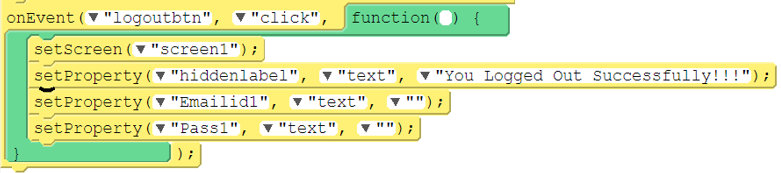 onEvent("logoutbtn", "click", function( ) {
setScreen("screen1");
setProperty("hiddenlabel", "text", "You Logged Out Successfully!!!");
setProperty("Emailid1", "text", "");
setProperty("Pass1", "text", "");
} );